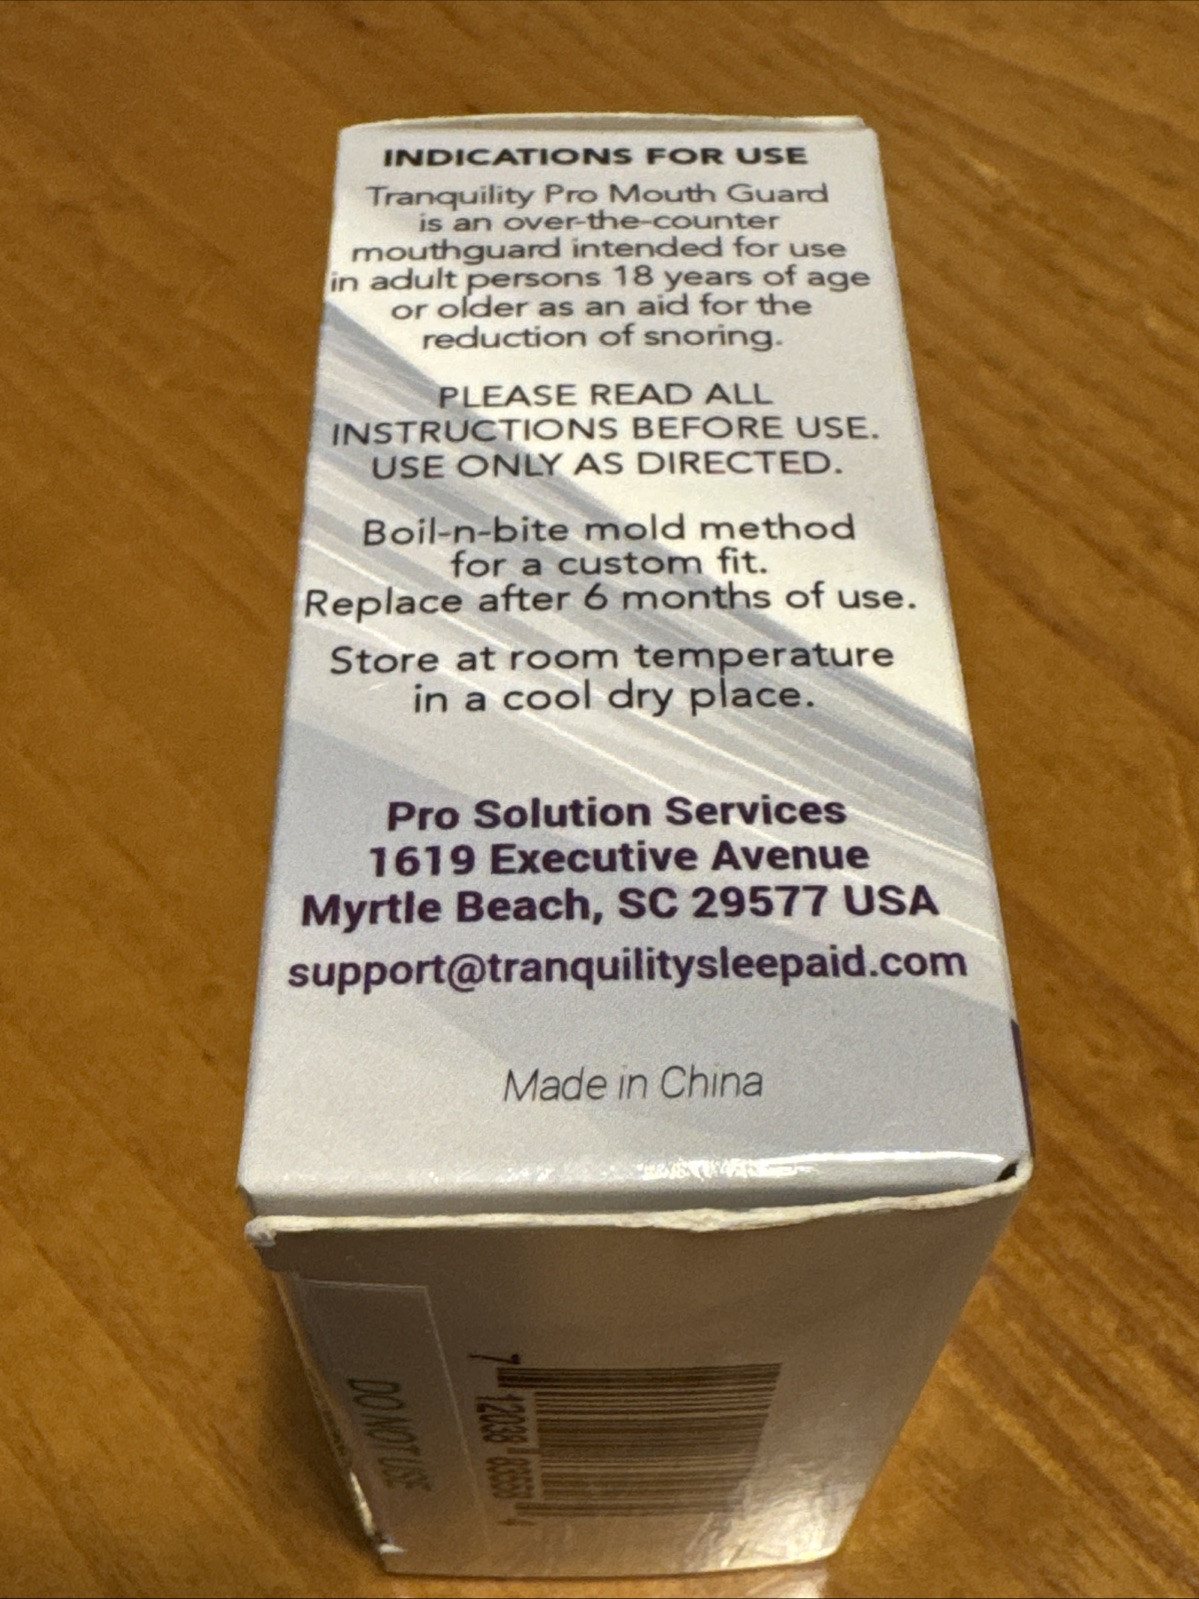 INDICATIONS FOR USE
Tranquility Pro Mouth Guard
is an over-the-counter
mouthguard intended for use
in adult persons 18 years of age
or older as an aid for the
reduction of snoring.
PLEASE READ ALL
INSTRUCTIONS BEFORE USE.
USE ONLY AS DIRECTED.
Boil-n-bite mold method
for a custom fit.
Replace after 6 months of use.
Store at room temperature
in a cool dry place.
Pro Solution Services
1619 Executive Avenue
Myrtle Beach, SC 29577 USA
support@tranquilitysleepaid.com
Made in China
DO NOT USE